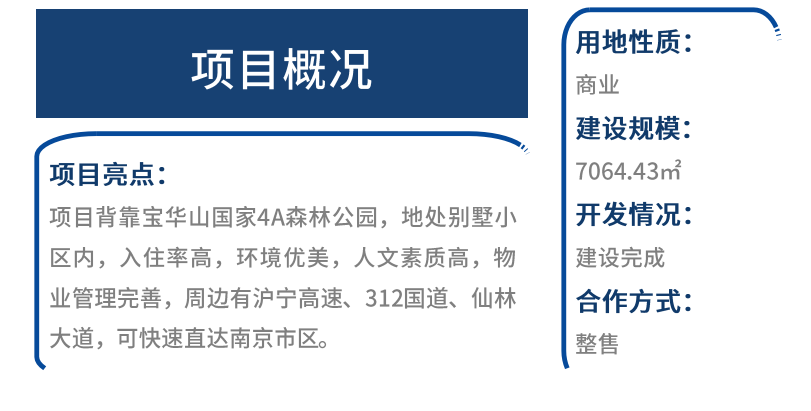 项目概况
项目亮点：
项目背靠宝华山国家4A森林公园，地处别墅小
区内，入住率高，环境优美，人文素质高，物
业管理完善，周边有沪宁高速、312国道、仙林
大道，可快速直达南京市区。
用地性质：
商业
建设规模：
7064.43㎡
开发情况：
建设完成
合作方式：
整售